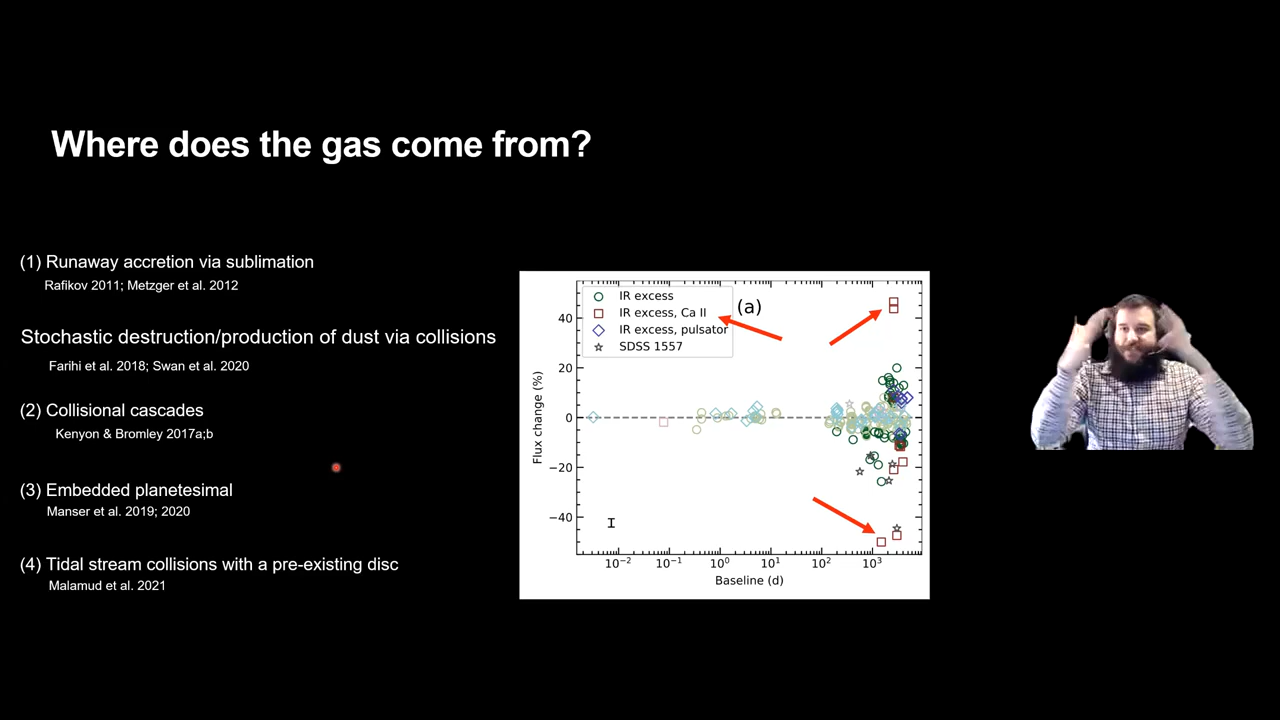 Where does the gas come from?
(1) Runaway accretion via sublimation
Rafikov 2011; Metzger et al. 2012
Stochastic destruction/production of dust via collisions
Farihi et al. 2018; Swan et al. 2020
(2) Collisional cascades
Kenyon & Bromley 2017a;b
(3) Embedded planetesimal
Manser et al. 2019; 2020
(4) Tidal stream collisions with a pre-existing disc
Malamud et al. 2021
IR excess
IR excess, Ca II
IR excess, pulsator
SDSS 1557
(a)
Flux change (%)
40
20
0
−20
−40
10⁻² 10⁻¹ 10⁰ 10¹ 10² 10³
Baseline (d)